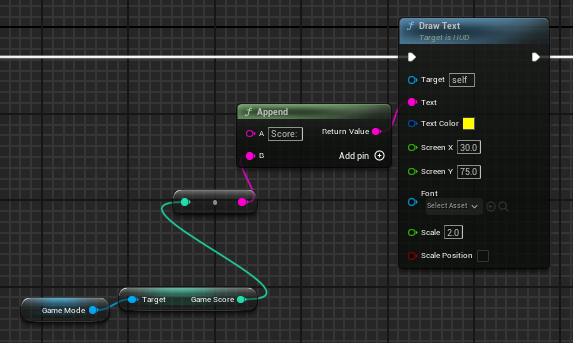 f Draw Text
Target is HUD
Target self
f Append
Text
A Score: Return Value
Text Color
B Add pin
Screen X 30.0
Screen Y 75.0
Font
Select Asset
Scale 2.0
Scale Position
Target Game Score
Game Mode